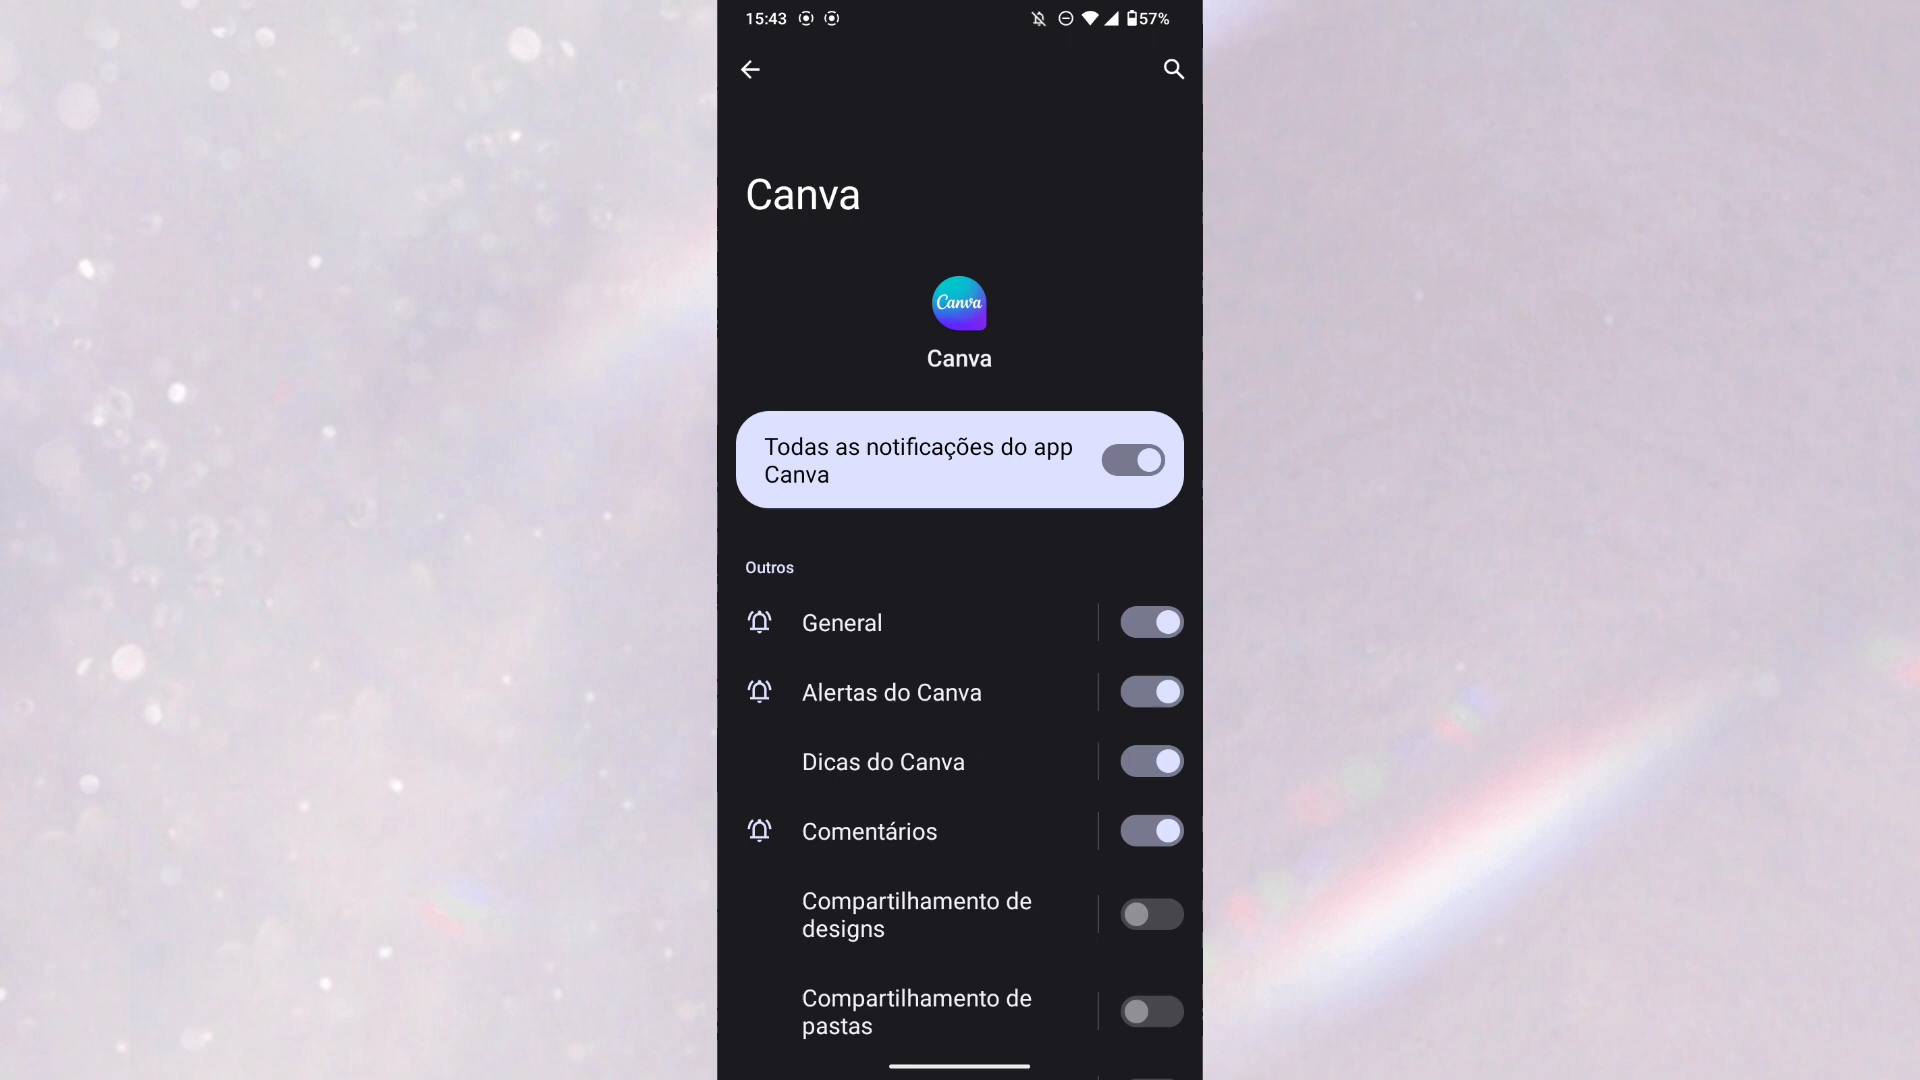 15:43
57%
Canva
Canva
Canva
Todas as notificações do app
Canva
Outros
General
Alertas do Canva
Dicas do Canva
Comentários
Compartilhamento de
designs
Compartilhamento de
pastas